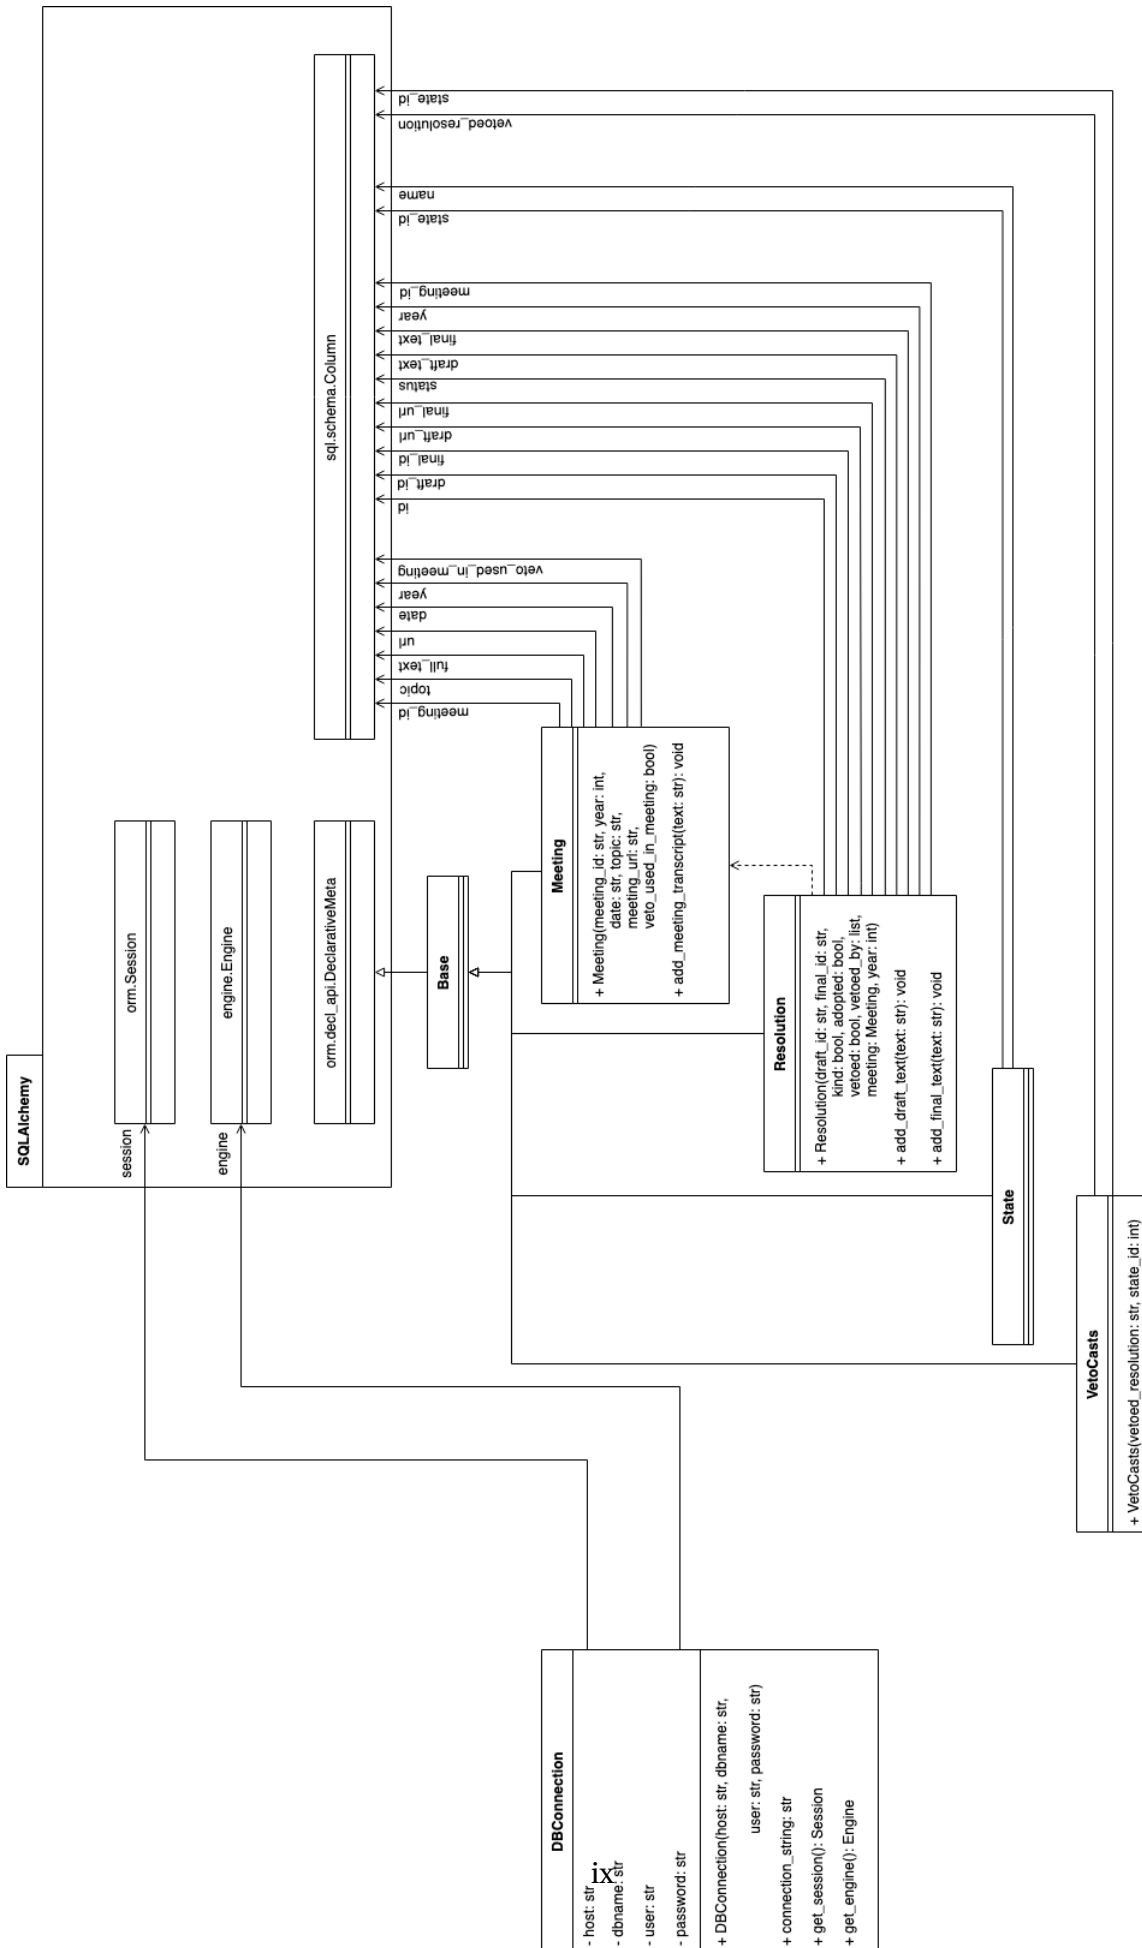 SQLAlchemy
session
orm.Session
engine
engine.Engine
orm.decl_api.DeclarativeMeta
sql.schema.Column
state_id
vetoed_resolution
name
state_id
meeting_id
year
final_text
draft_text
status
final_url
draft_url
final_id
draft_id
id
veto_used_in_meeting
year
date
url
full_text
topic
meeting_id
Base
Meeting
+ Meeting(meeting_id: str, year: int,
date: str, topic: str,
meeting_url: str,
veto_used_in_meeting: bool)
+ add_meeting_transcript(text: str): void
Resolution
+ Resolution(draft_id: str, final_id: str,
kind: bool, adopted: bool,
vetoed: bool, vetoed_by: list,
meeting: Meeting, year: int)
+ add_draft_text(text: str): void
+ add_final_text(text: str): void
State
VetoCasts
+ VetoCasts(vetoed_resolution: str, state_id: int)
DBConnection
- host: str
- dbname: str
- user: str
- password: str
+ DBConnection(host: str, dbname: str,
user: str, password: str)
+ connection_string: str
+ get_session(): Session
+ get_engine(): Engine
ix